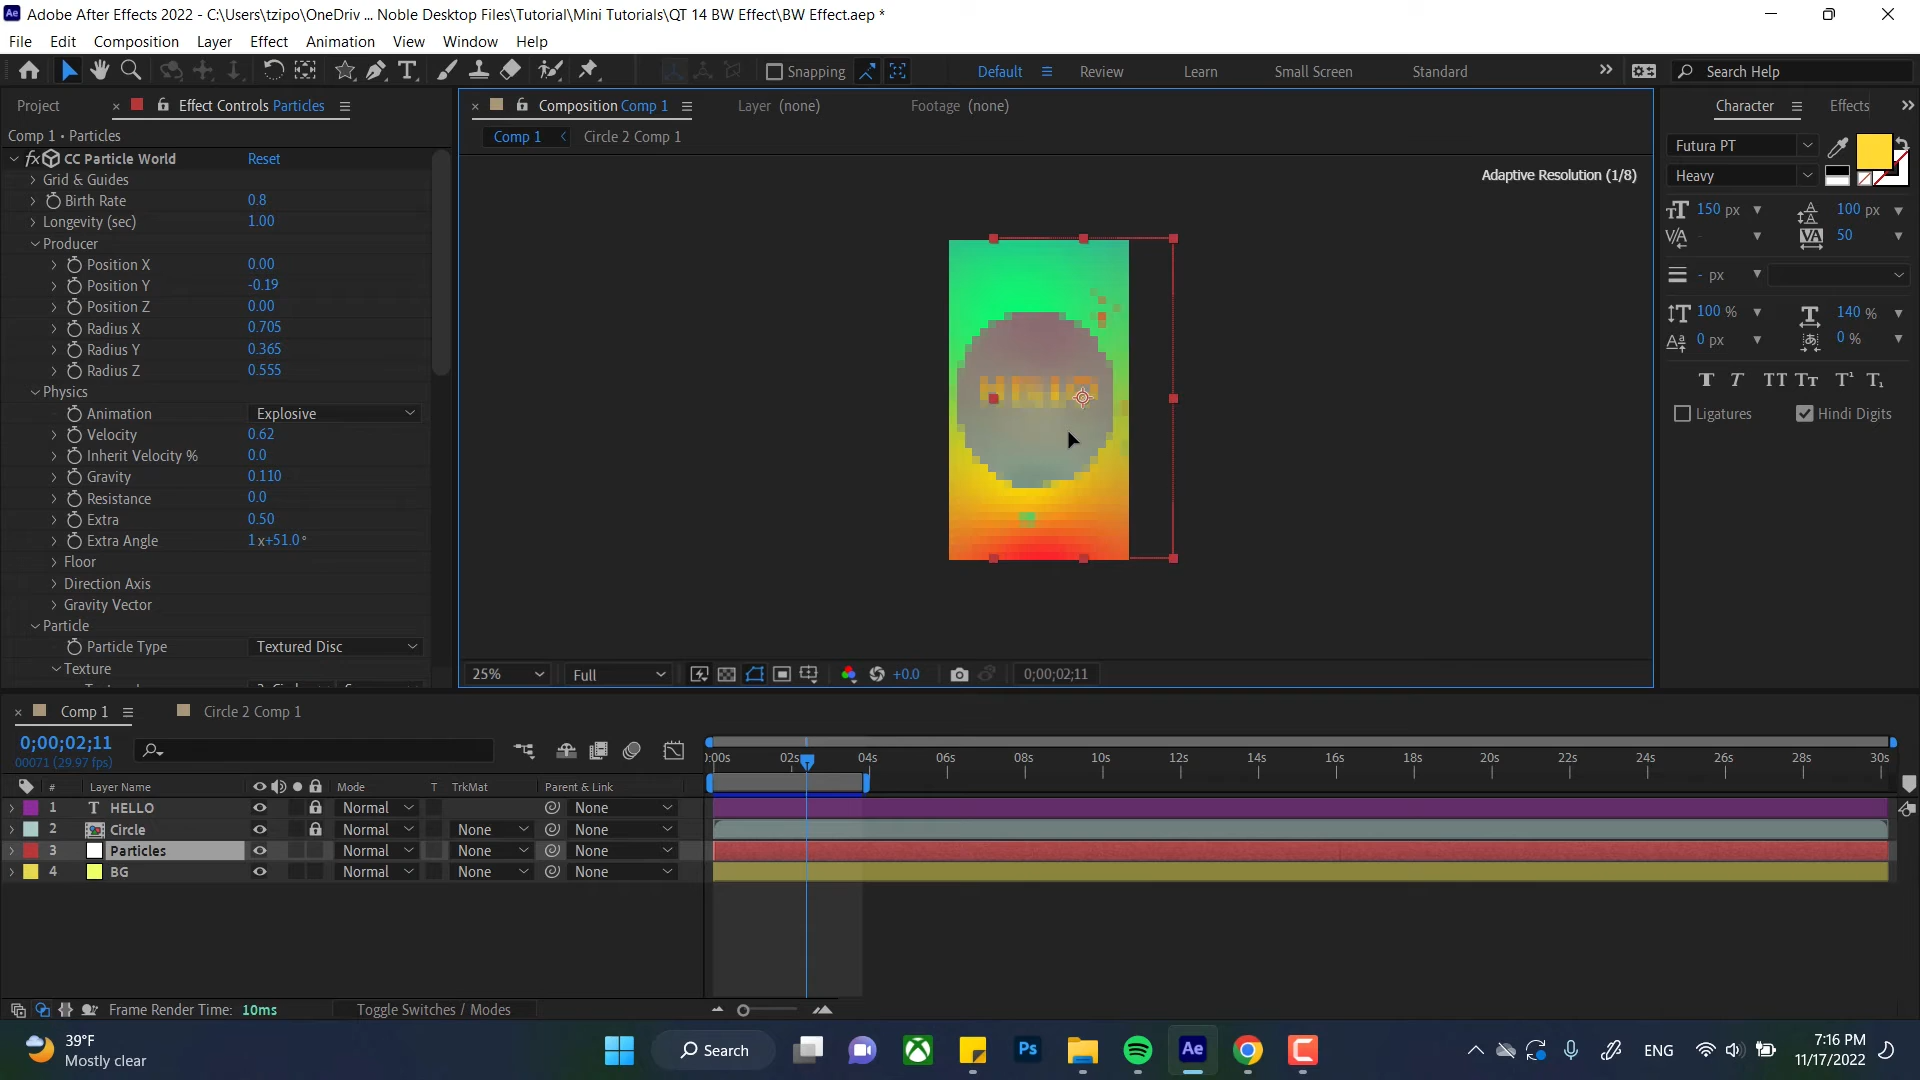 Adobe After Effects 2022 - C:\Users\tzipo\OneDriv ... Noble Desktop Files\Tutorial\Mini Tutorials\QT 14 BW Effect\BW Effect.aep *
File Edit Composition Layer Effect Animation View Window Help
Snapping Default Review Learn Small Screen Standard Search Help
Project Effect Controls Particles Composition Comp 1 Layer (none) Footage (none) Character Effects
Comp 1 • Particles Comp 1 Circle 2 Comp 1
CC Particle World Reset
Futura PT
Adaptive Resolution (1/8)
Heavy
Grid & Guides
Birth Rate 0.8
Longevity (sec) 1.00
Producer
Position X 0.00
Position Y -0.19
Position Z 0.00
Radius X 0.705
Radius Y 0.365
Radius Z 0.555
Physics
Animation Explosive
Velocity 0.62
Inherit Velocity % 0.0
Gravity 0.110
Resistance 0.0
Extra 0.50
Extra Angle 1x+51.0°
Floor
Direction Axis
Gravity Vector
Particle
Particle Type Textured Disc
Texture
150 px 100 px
- 50
- px
100 % 140 %
0 px 0 %
T T TT Tt T¹ T₁
Ligatures Hindi Digits
25% Full +0.0 0;00;02;11
Comp 1 Circle 2 Comp 1
0;00;02;11
00071 (29.97 fps)
):00s 02s 04s 06s 08s 10s 12s 14s 16s 18s 20s 22s 24s 26s 28s 30s
# Layer Name Mode T TrkMat Parent & Link
1 T HELLO Normal None
2 Circle Normal None None
3 Particles Normal None None
4 BG Normal None None
Frame Render Time: 10ms Toggle Switches / Modes
39°F
Mostly clear
Search
Ps
Ae
ENG
7:16 PM
11/17/2022